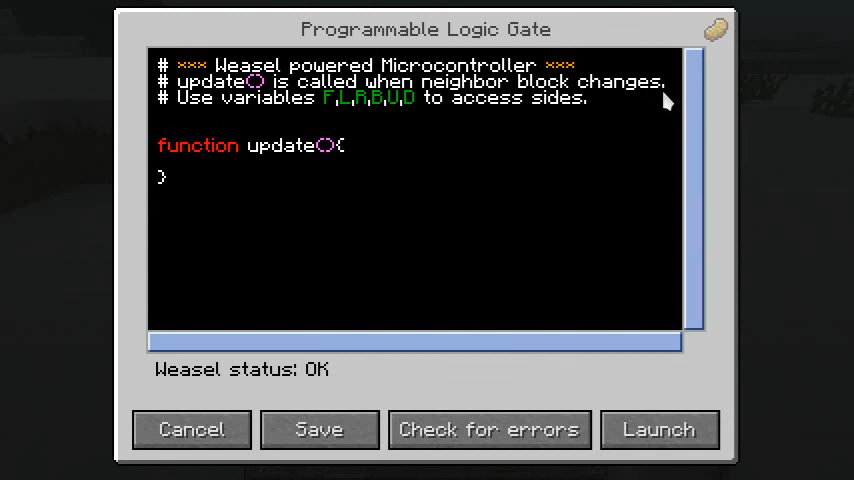 Programmable Logic Gate
# *** Weasel powered Microcontroller ***
# update() is called when neighbor block changes.
# Use variables F,L,R,B,U,D to access sides.
function update(){
}
Weasel status: OK
Cancel
Save
Check for errors
Launch